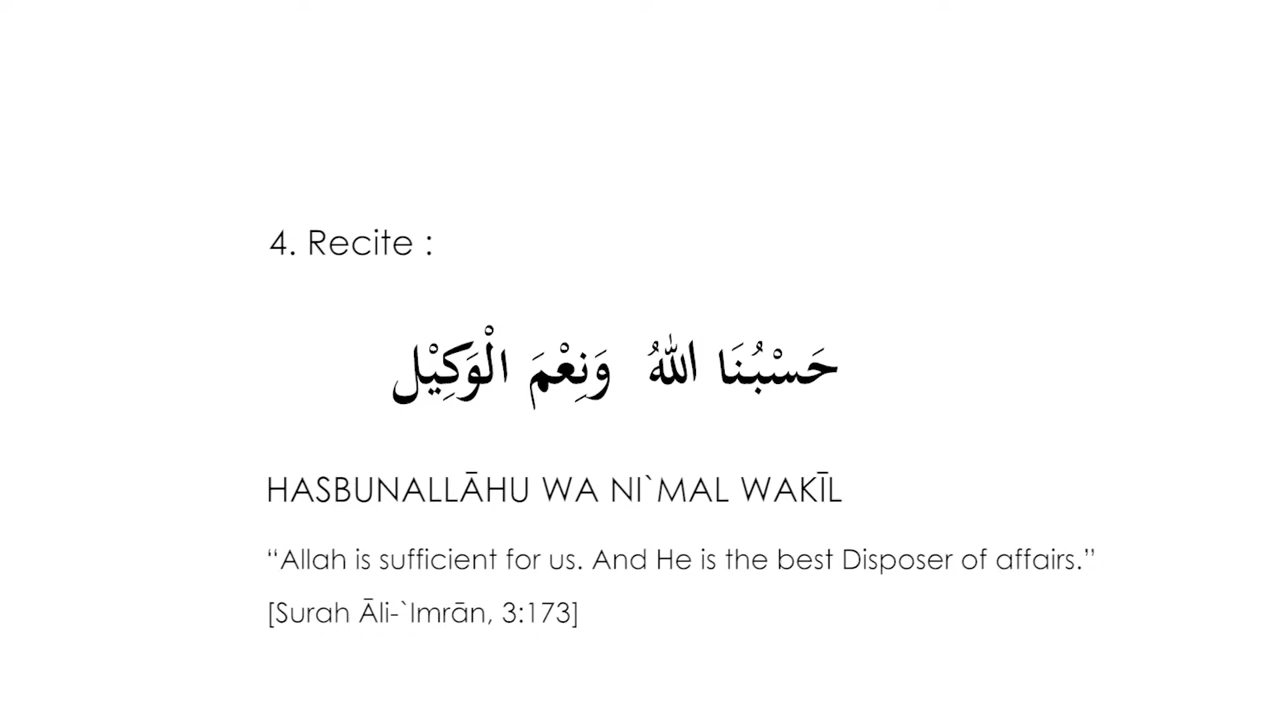 4. Recite :
حَسْبُنَا اللّٰهُ وَنِعْمَ الْوَكِيْل
HASBUNALLĀHU WA NI`MAL WAKĪL
“Allah is sufficient for us. And He is the best Disposer of affairs.”
[Surah Āli-`Imrān, 3:173]